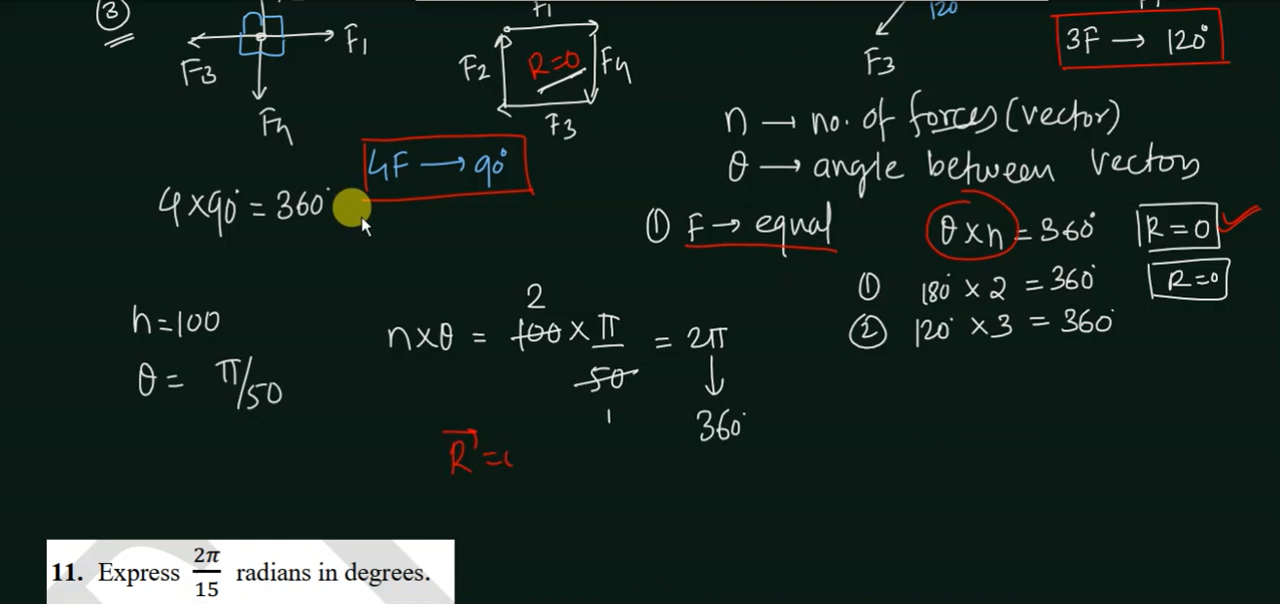 ③
F₃ F₁
F₄
F₁
F₂ R=0 F₄
F₃
120
F₃
3F → 120°
n → no. of forces (vector)
θ → angle between vectors
4F → 90°
4×90° = 360°
① F → equal θ×n = 360° R=0
① 180° × 2 = 360° R=0
② 120° × 3 = 360°
n=100
θ = π/50
2
n×θ = 100 × π/50 = 2π
1
360°
R⃗ =
11. Express 2π/15 radians in degrees.